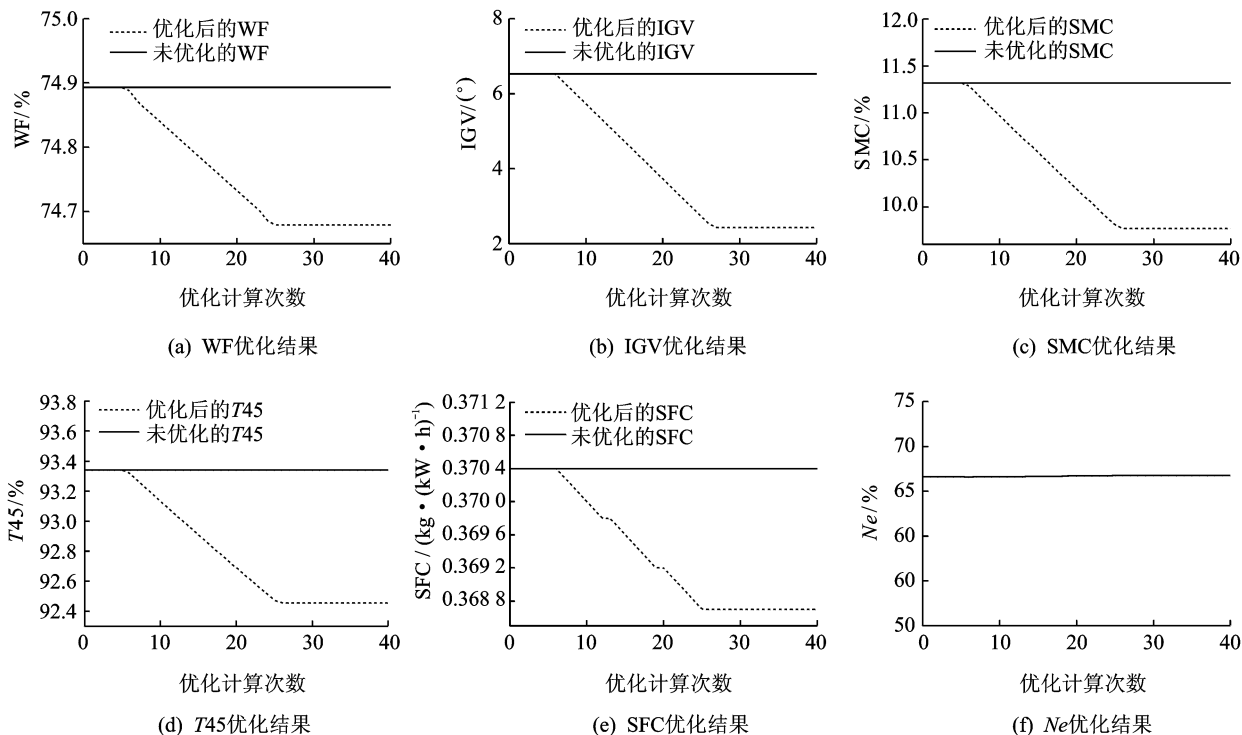 75.0
74.9
74.8
74.7
WF/%
优化后的WF
未优化的WF
0 10 20 30 40
优化计算次数
(a) WF优化结果
8
6
4
2
IGV/(°)
优化后的IGV
未优化的IGV
0 10 20 30 40
优化计算次数
(b) IGV优化结果
12.0
11.5
11.0
10.5
10.0
SMC/%
优化后的SMC
未优化的SMC
0 10 20 30 40
优化计算次数
(c) SMC优化结果
93.8
93.6
93.4
93.2
93.0
92.8
92.6
92.4
T45/%
优化后的T45
未优化的T45
0 10 20 30 40
优化计算次数
(d) T45优化结果
0.371 2
0.370 8
0.370 4
0.370 0
0.369 6
0.369 2
0.368 8
SFC / (kg·(kW·h)⁻¹)
优化后的SFC
未优化的SFC
0 10 20 30 40
优化计算次数
(e) SFC优化结果
75
70
65
60
60
50
Ne/%
0 10 20 30 40
优化计算次数
(f) Ne优化结果